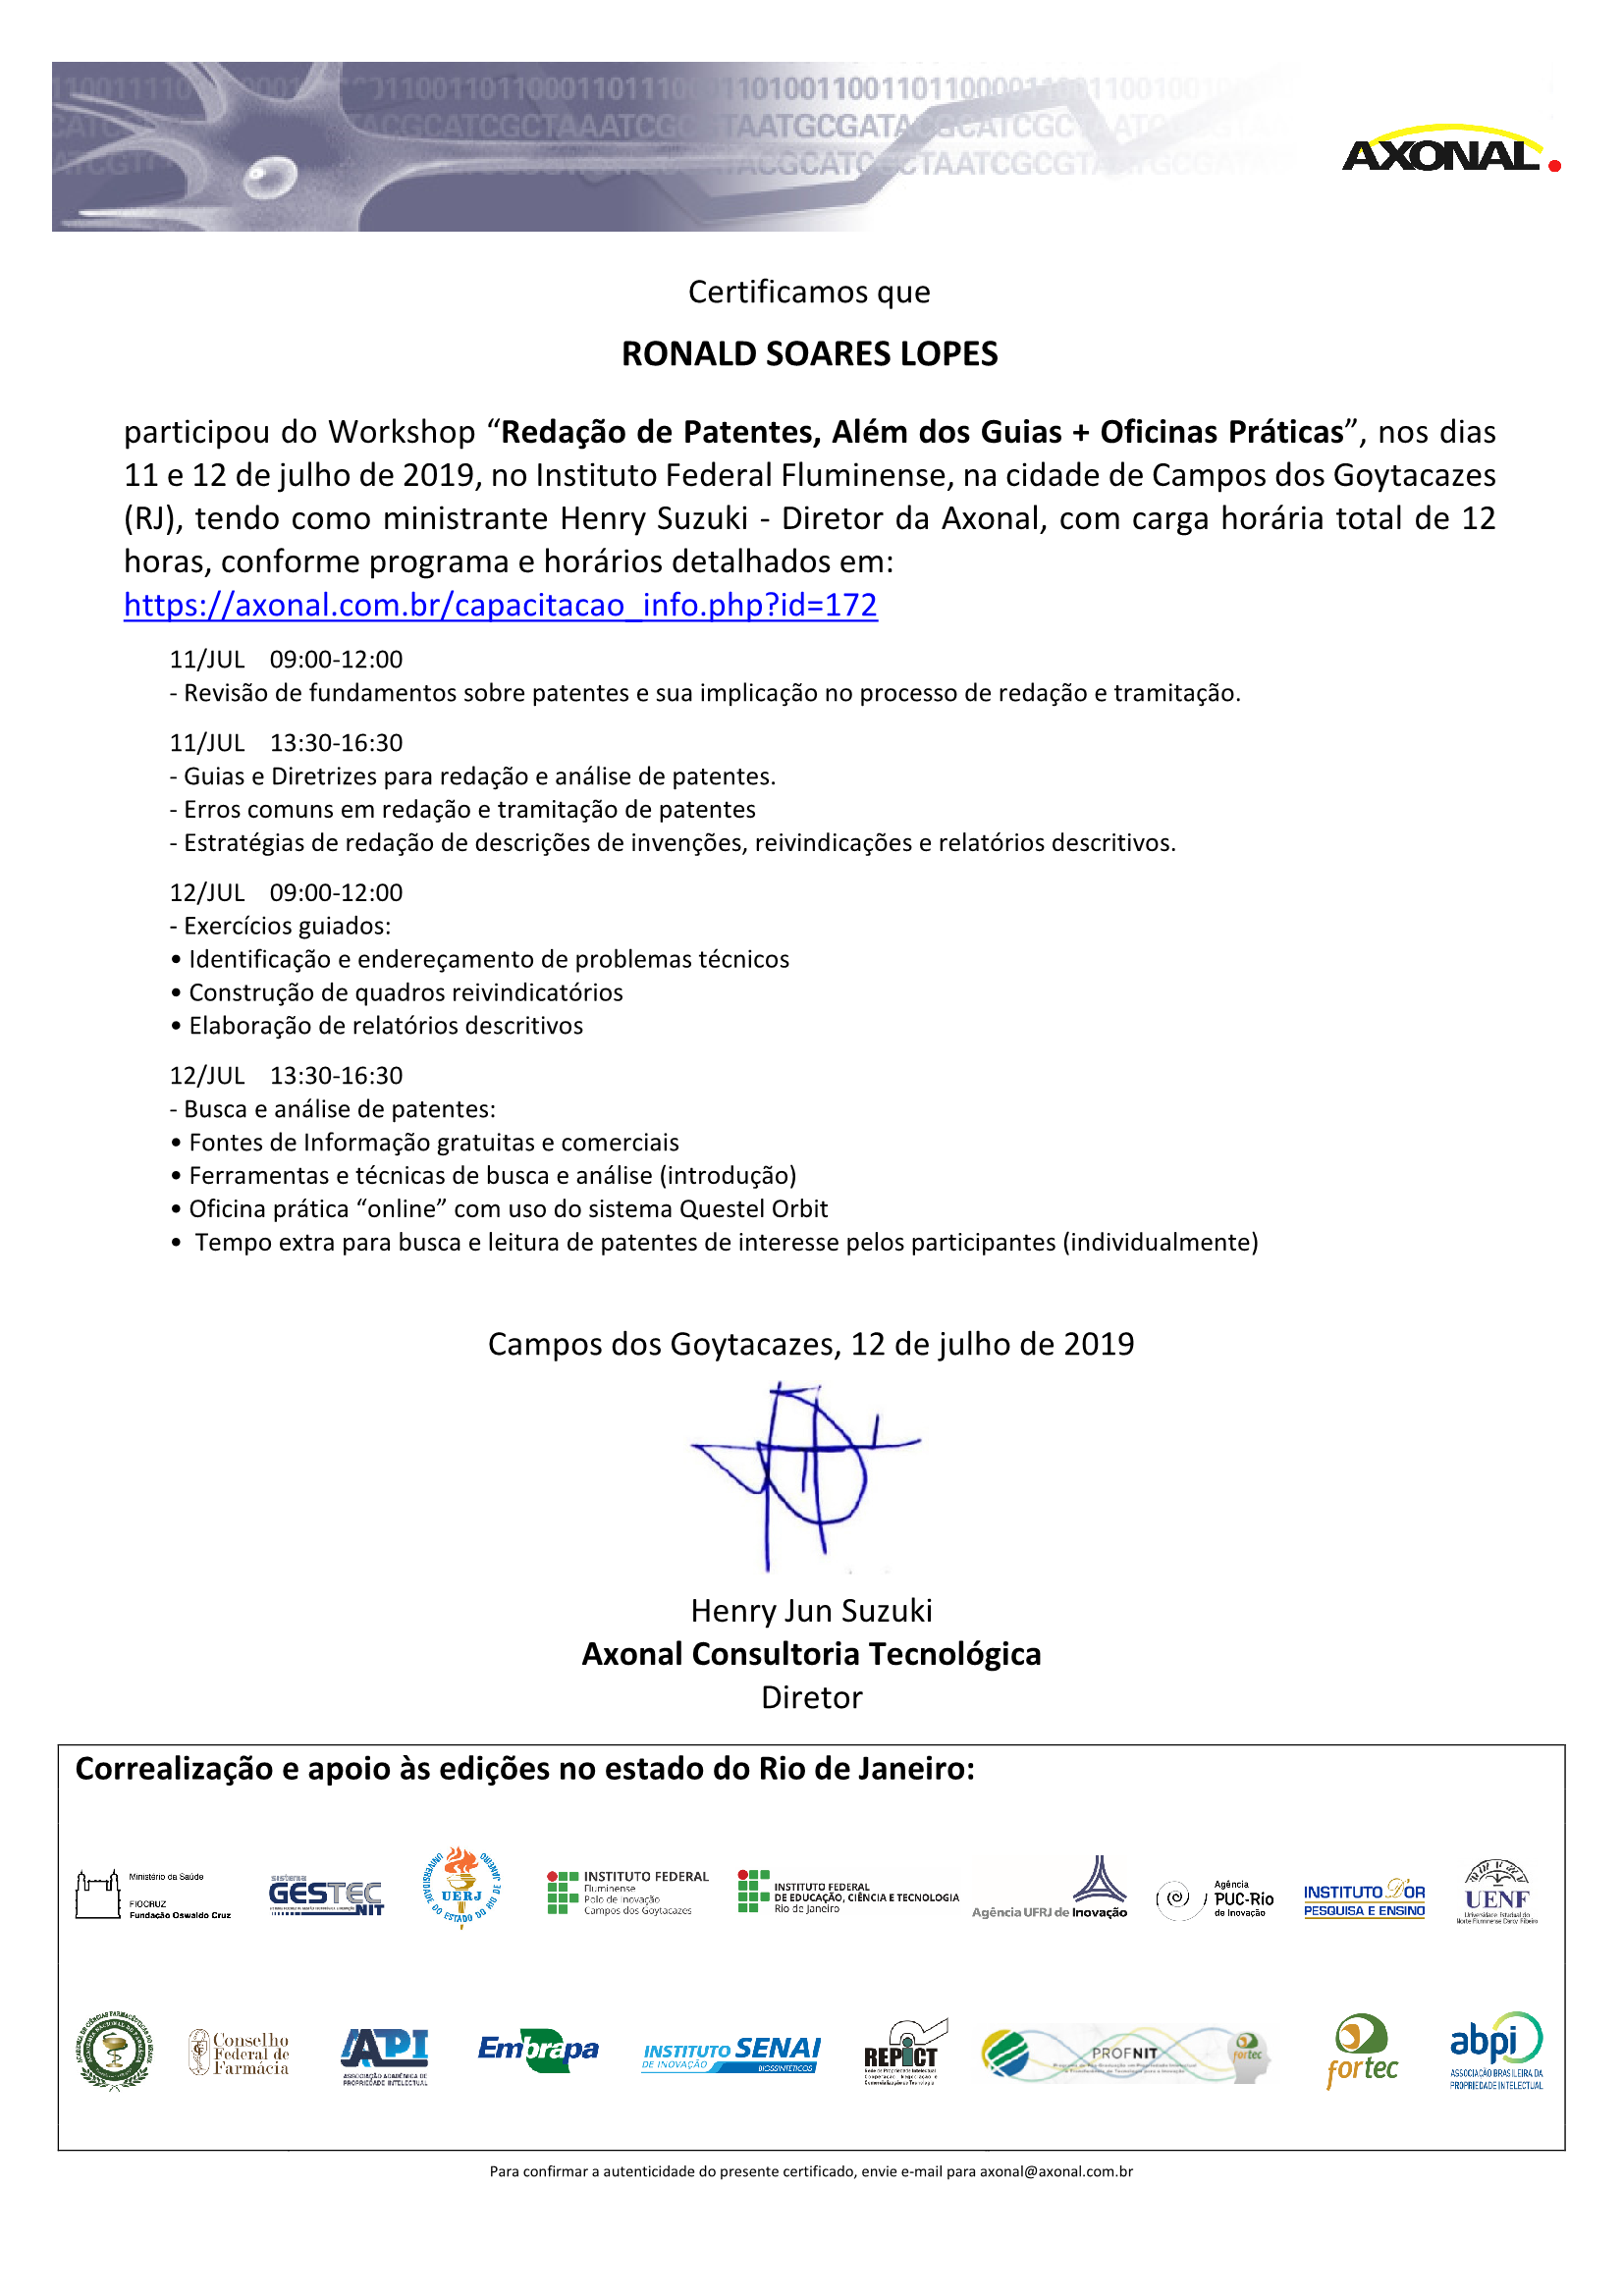 AXONAL
Certificamos que
RONALD SOARES LOPES
participou do Workshop “Redação de Patentes, Além dos Guias + Oficinas Práticas”, nos dias
11 e 12 de julho de 2019, no Instituto Federal Fluminense, na cidade de Campos dos Goytacazes
(RJ), tendo como ministrante Henry Suzuki - Diretor da Axonal, com carga horária total de 12
horas, conforme programa e horários detalhados em:
https://axonal.com.br/capacitacao_info.php?id=172
11/JUL 09:00-12:00
- Revisão de fundamentos sobre patentes e sua implicação no processo de redação e tramitação.
11/JUL 13:30-16:30
- Guias e Diretrizes para redação e análise de patentes.
- Erros comuns em redação e tramitação de patentes
- Estratégias de redação de descrições de invenções, reivindicações e relatórios descritivos.
12/JUL 09:00-12:00
- Exercícios guiados:
• Identificação e endereçamento de problemas técnicos
• Construção de quadros reivindicatórios
• Elaboração de relatórios descritivos
12/JUL 13:30-16:30
- Busca e análise de patentes:
• Fontes de Informação gratuitas e comerciais
• Ferramentas e técnicas de busca e análise (introdução)
• Oficina prática “online” com uso do sistema Questel Orbit
• Tempo extra para busca e leitura de patentes de interesse pelos participantes (individualmente)
Campos dos Goytacazes, 12 de julho de 2019
Henry Jun Suzuki
Axonal Consultoria Tecnológica
Diretor
Correalização e apoio às edições no estado do Rio de Janeiro:
Ministério da Saúde
FIOCRUZ
Fundação Oswaldo Cruz
sistema
GESTEC
NIT
UNIVERSIDADE DO ESTADO DO RIO DE JANEIRO
UERJ
INSTITUTO FEDERAL
Fluminense
Polo de Inovação
Campos dos Goytacazes
INSTITUTO FEDERAL
DE EDUCAÇÃO, CIÊNCIA E TECNOLOGIA
Rio de Janeiro
Agência UFRJ de Inovação
Agência
PUC-Rio
de Inovação
INSTITUTO D'OR
PESQUISA E ENSINO
UENF
Universidade Estadual do
Norte Fluminense Darcy Ribeiro
Conselho
Federal de
Farmácia
API
ASSOCIAÇÃO ACADÊMICA DE
PROPRIEDADE INTELECTUAL
Embrapa
INSTITUTO SENAI
DE INOVAÇÃO
BIOSSINTÉTICOS
REPICT
PROFNIT
fortec
fortec
abpi
ASSOCIAÇÃO BRASILEIRA DA
PROPRIEDADE INTELECTUAL
Para confirmar a autenticidade do presente certificado, envie e-mail para axonal@axonal.com.br